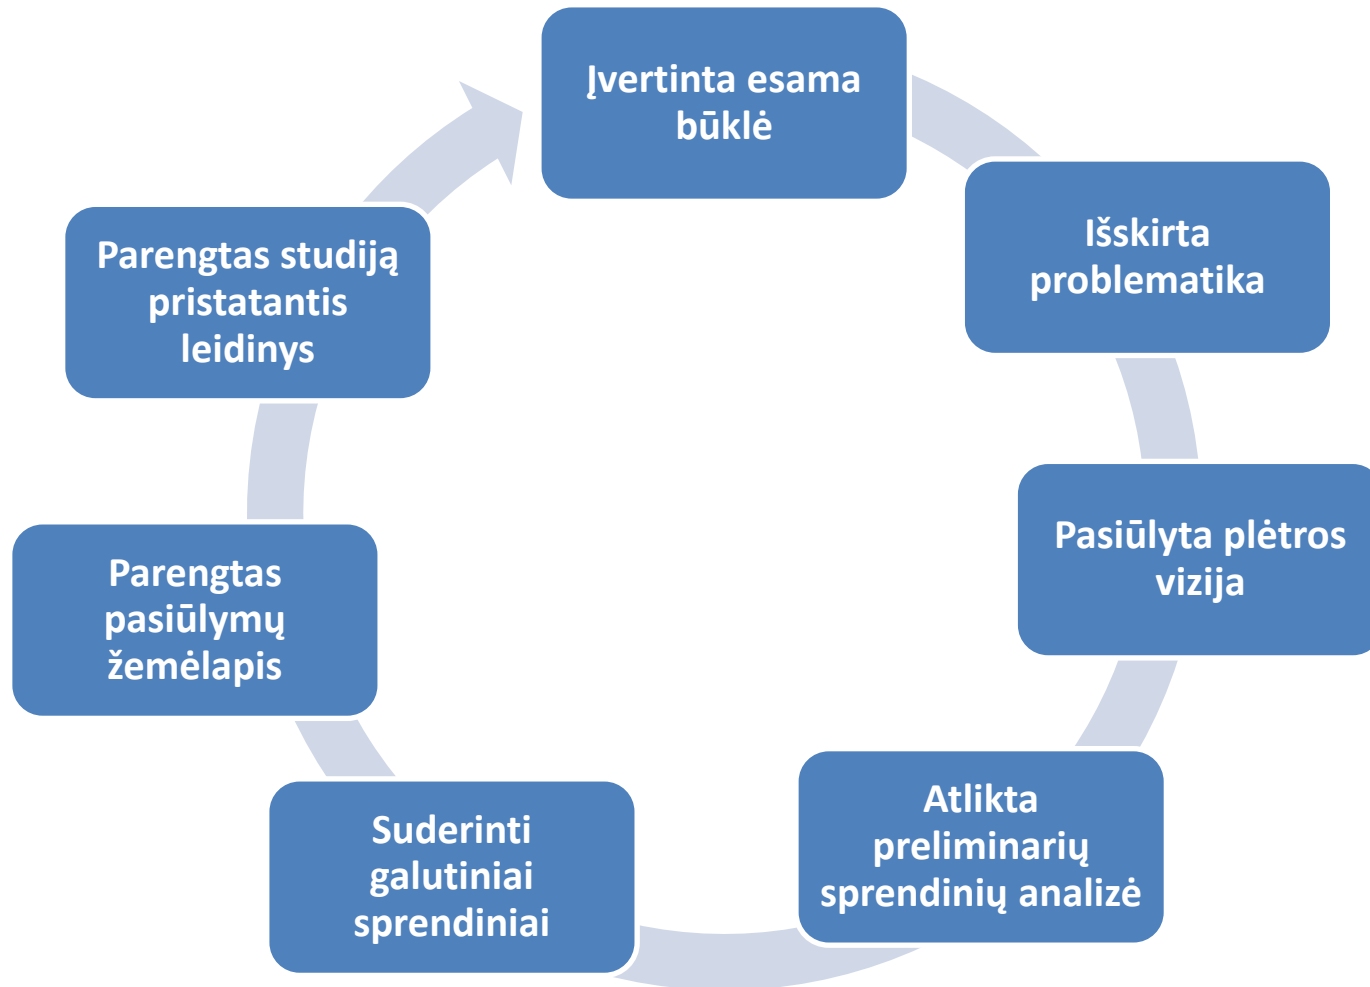 Įvertinta esama
būklė
Išskirta
problematika
Pasiūlyta plėtros
vizija
Atlikta
preliminarių
sprendinių analizė
Suderinti
galutiniai
sprendiniai
Parengtas
pasiūlymų
žemėlapis
Parengtas studiją
pristatantis
leidinys